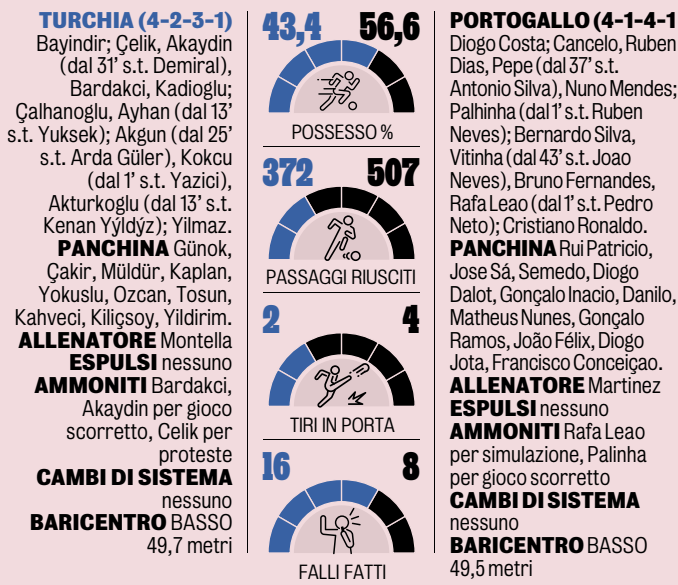 TURCHIA (4-2-3-1)
Bayindir; Çelik, Akaydin
(dal 31' s.t. Demiral),
Bardakci, Kadioglu;
Çalhanoglu, Ayhan (dal 13'
s.t. Yuksek); Akgun (dal 25'
s.t. Arda Güler), Kokcu
(dal 1' s.t. Yazici),
Akturkoglu (dal 13' s.t.
Kenan Yýldýz); Yilmaz.
PANCHINA Günok,
Çakir, Müldür, Kaplan,
Yokuslu, Ozcan, Tosun,
Kahveci, Kiliçsoy, Yildirim.
ALLENATORE Montella
ESPULSI nessuno
AMMONITI Bardakci,
Akaydin per gioco
scorretto, Celik per
proteste
CAMBI DI SISTEMA
nessuno
BARICENTRO BASSO
49,7 metri
43,4 56,6
POSSESSO %
372 507
PASSAGGI RIUSCITI
2 4
TIRI IN PORTA
16 8
FALLI FATTI
PORTOGALLO (4-1-4-1
Diogo Costa; Cancelo, Ruben
Dias, Pepe (dal 37' s.t.
Antonio Silva), Nuno Mendes;
Palhinha (dal 1' s.t. Ruben
Neves); Bernardo Silva,
Vitinha (dal 43' s.t. Joao
Neves), Bruno Fernandes,
Rafa Leao (dal 1' s.t. Pedro
Neto); Cristiano Ronaldo.
PANCHINA Rui Patricio,
Jose Sá, Semedo, Diogo
Dalot, Gonçalo Inacio, Danilo,
Matheus Nunes, Gonçalo
Ramos, João Félix, Diogo
Jota, Francisco Conceiçao.
ALLENATORE Martinez
ESPULSI nessuno
AMMONITI Rafa Leao
per simulazione, Palinha
per gioco scorretto
CAMBI DI SISTEMA
nessuno
BARICENTRO BASSO
49,5 metri